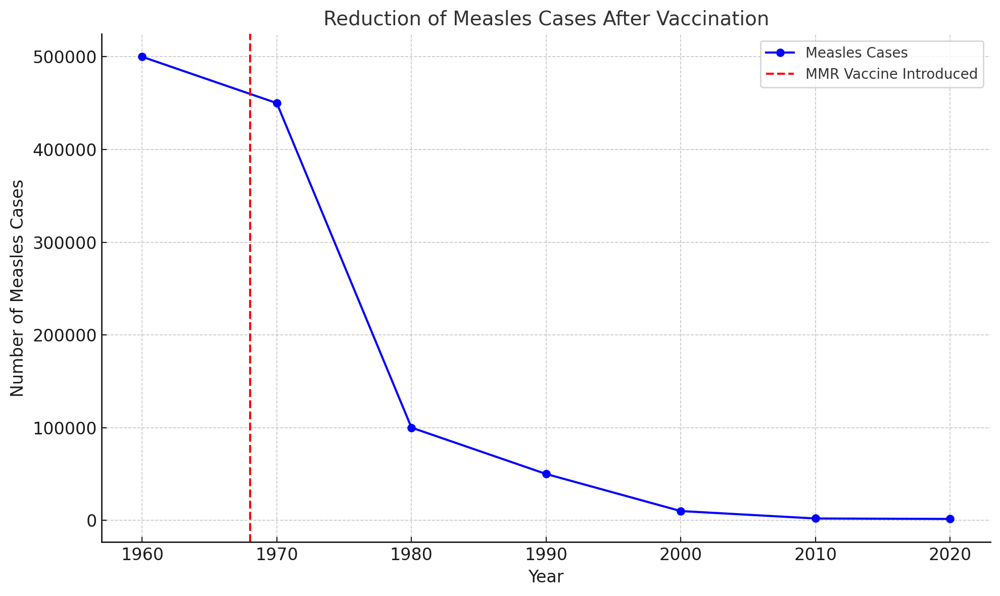 Reduction of Measles Cases After Vaccination
Measles Cases
MMR Vaccine Introduced
Number of Measles Cases
500000
400000
300000
200000
100000
0
1960 1970 1980 1990 2000 2010 2020
Year